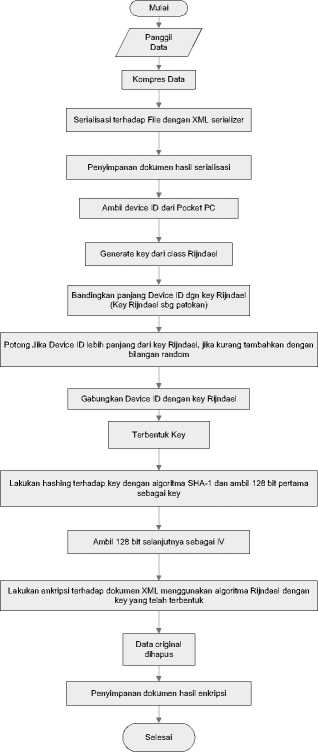 Mulai
Panggil
Data
Kompres Data
Serialisasi terhadap File dengan XML serializer
Penyimpanan dokumen hasil serialisasi
Ambil device ID dari Pocket PC
Generate key dari class Rijndael
Bandingkan panjang Device ID dgn key Rijndael
(Key Rijndael sbg patokan)
Potong Jika Device ID lebih panjang dari key Rijndael, jika kurang tambahkan dengan
bilangan random
Gabungkan Device ID dengan key Rijndael
Terbentuk Key
Lakukan hashing terhadap key dengan algoritma SHA-1 dan ambil 128 bit pertama
sebagai key
Ambil 128 bit selanjutnya sebagai IV
Lakukan enkripsi terhadap dokumen XML menggunakan algoritma Rijndael dengan
key yang telah terbentuk
Data original
dihapus
Penyimpanan dokumen hasil enkripsi
Selesai